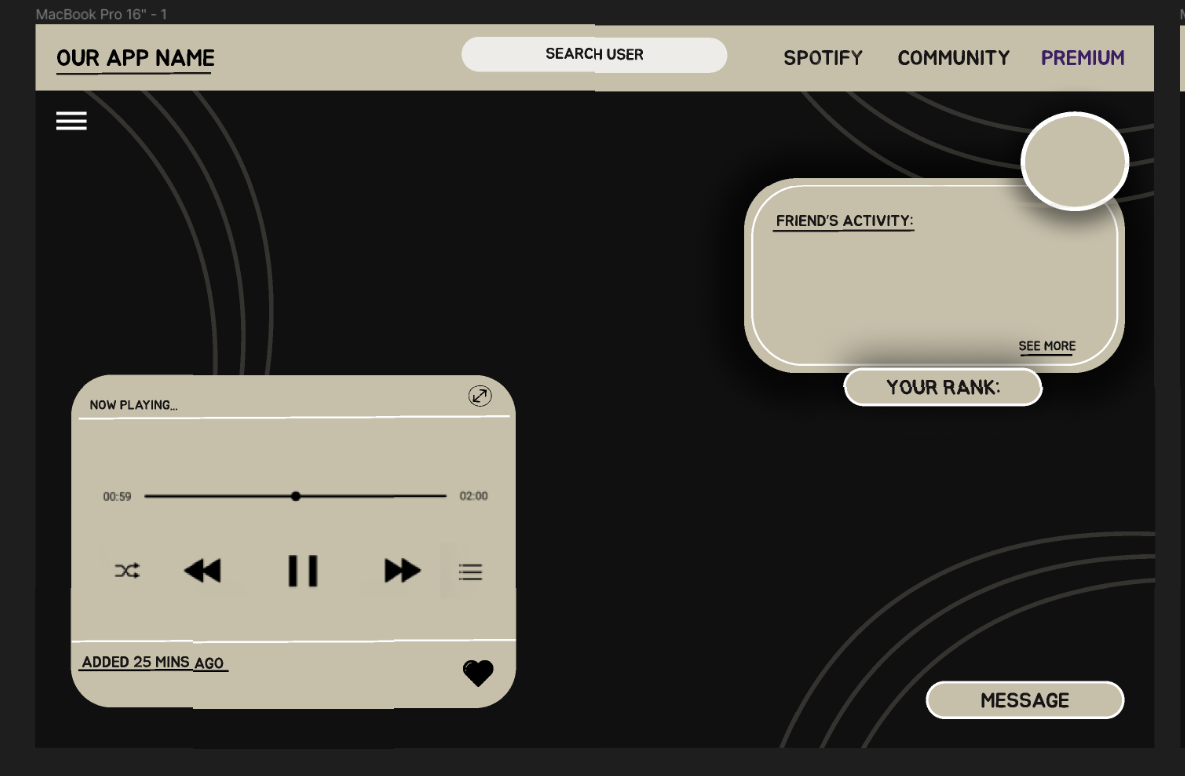 MacBook Pro 16" - 1
OUR APP NAME
SEARCH USER
SPOTIFY
COMMUNITY
PREMIUM
FRIEND'S ACTIVITY:
SEE MORE
YOUR RANK:
NOW PLAYING...
00:59
02:00
ADDED 25 MINS AGO
MESSAGE